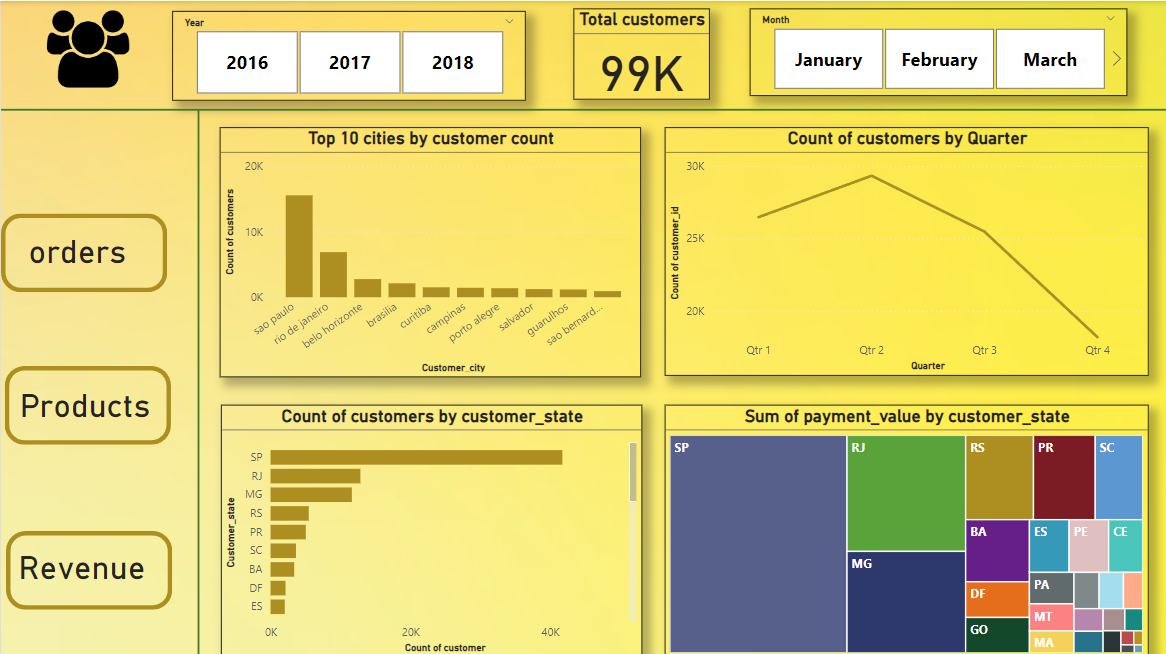 Year
2016
2017
2018
Total customers
99K
Month
January
February
March
orders
Products
Revenue
Top 10 cities by customer count
Count of customers
20K
10K
0K
sao paulo
rio de janeiro
belo horizonte
brasilia
curitiba
campinas
porto alegre
salvador
guarulhos
sao bernard...
Customer_city
Count of customers by Quarter
Count of customer_id
30K
25K
20K
Qtr 1
Qtr 2
Qtr 3
Qtr 4
Quarter
Count of customers by customer_state
Customer_state
SP
RJ
MG
RS
PR
SC
BA
DF
ES
0K
20K
40K
Count of customer
Sum of payment_value by customer_state
SP
RJ
RS
PR
SC
MG
BA
ES
PE
CE
DF
PA
GO
MT
MA